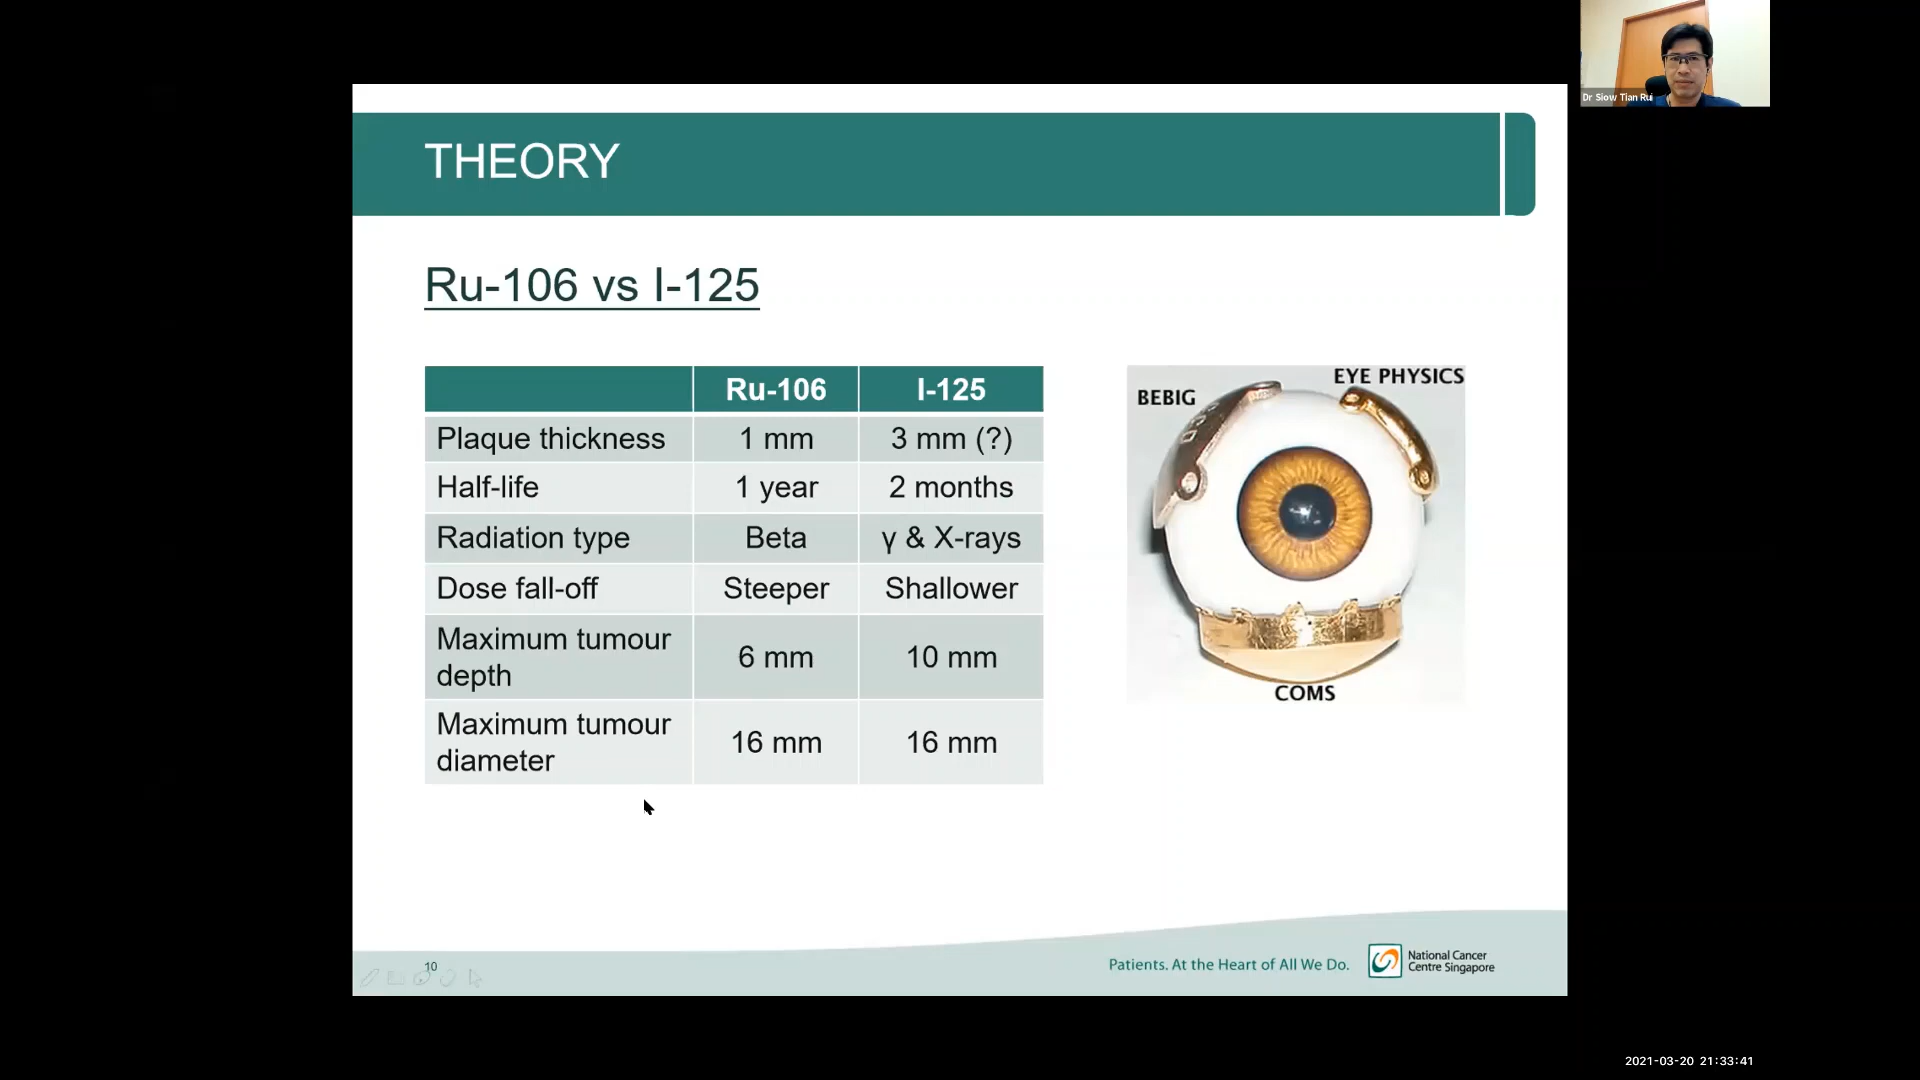 Dr Siow Tian Rui
THEORY
Ru-106 vs I-125
Ru-106 I-125
Plaque thickness 1 mm 3 mm (?)
Half-life 1 year 2 months
Radiation type Beta γ & X-rays
Dose fall-off Steeper Shallower
Maximum tumour
depth 6 mm 10 mm
Maximum tumour
diameter 16 mm 16 mm
EYE PHYSICS
BEBIG
COMS
10
Patients. At the Heart of All We Do.
National Cancer
Centre Singapore
2021-03-20 21:33:41